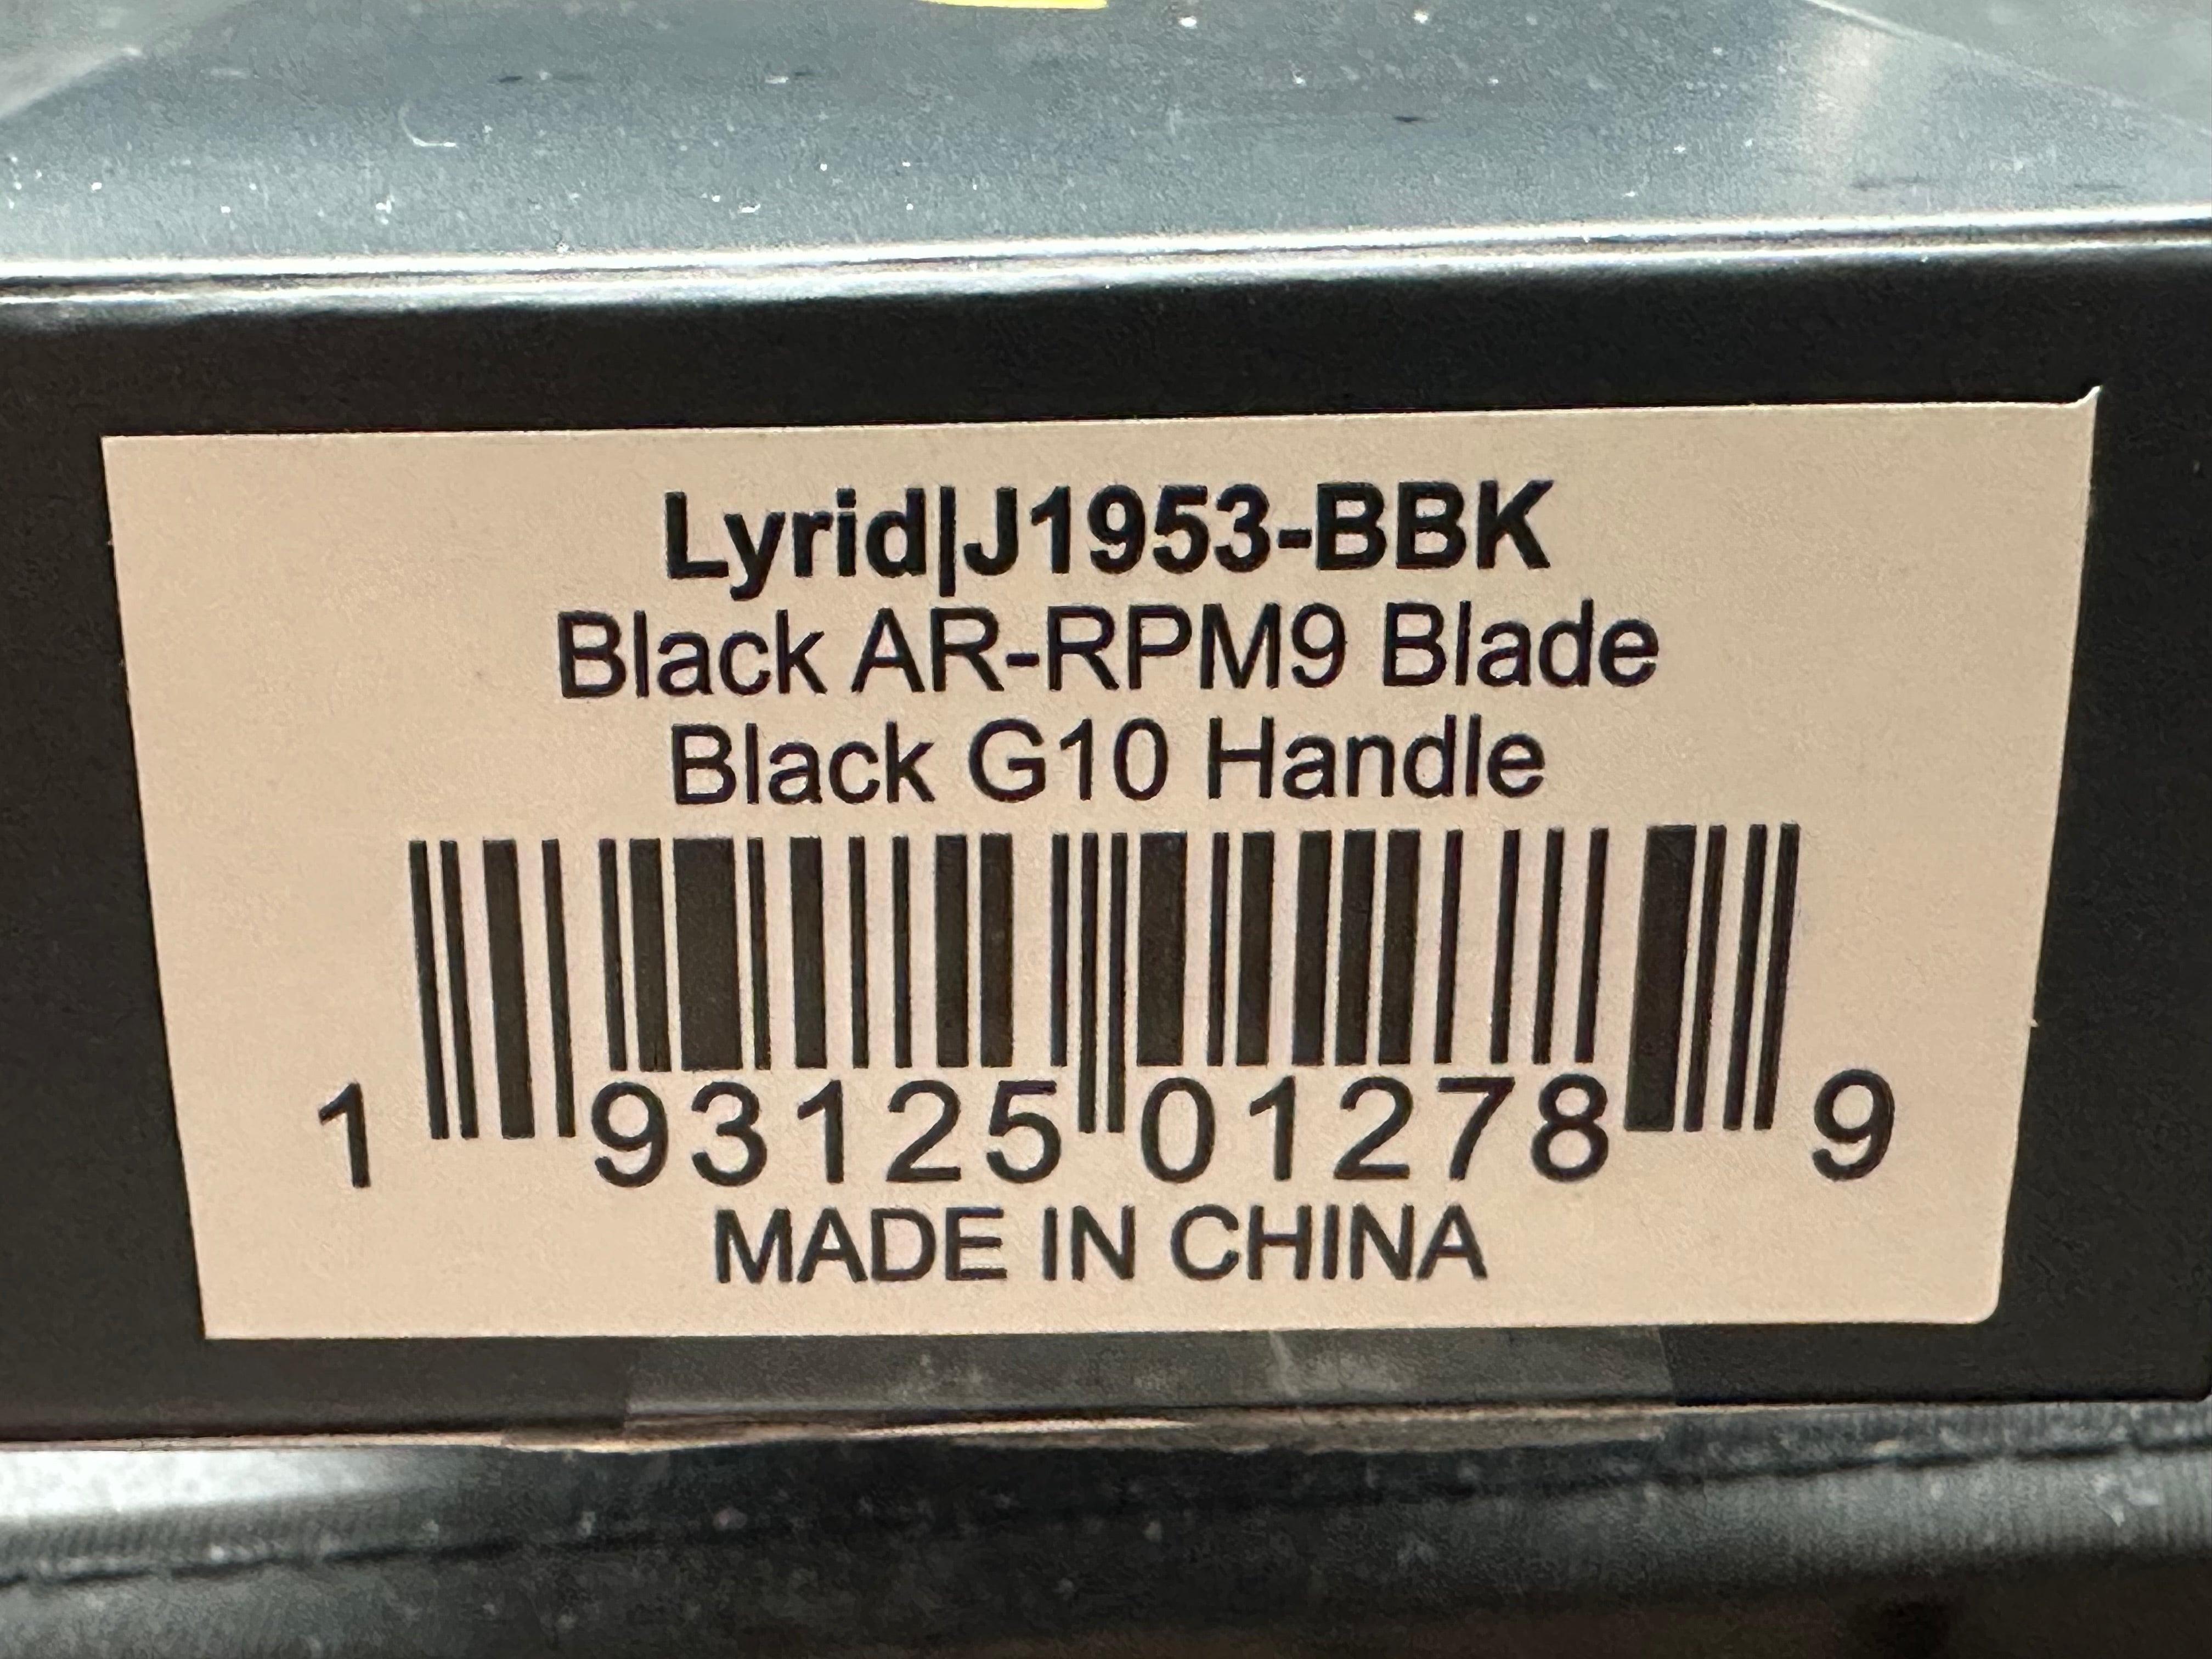 Lyrid|J1953-BBK
Black AR-RPM9 Blade
Black G10 Handle
1 93125 01278 9
MADE IN CHINA